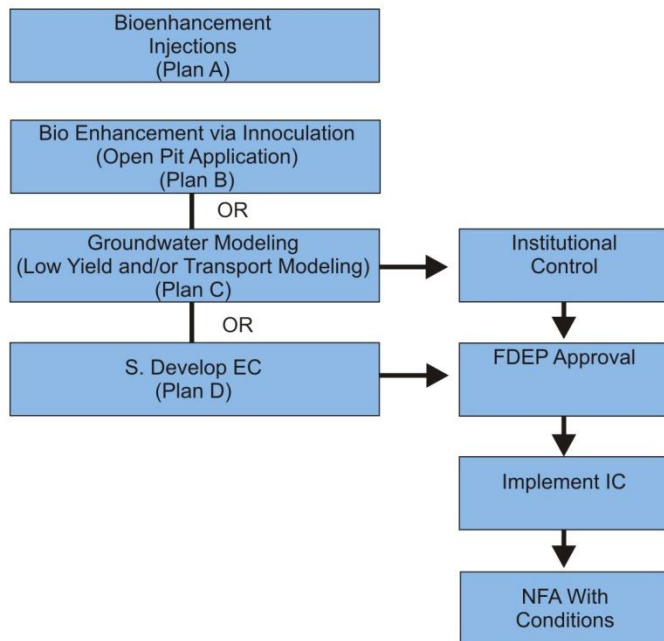 Bioenhancement
Injections
(Plan A)
Bio Enhancement via Innoculation
(Open Pit Application)
(Plan B)
OR
Groundwater Modeling
(Low Yield and/or Transport Modeling)
(Plan C)
OR
S. Develop EC
(Plan D)
Institutional
Control
FDEP Approval
Implement IC
NFA With
Conditions